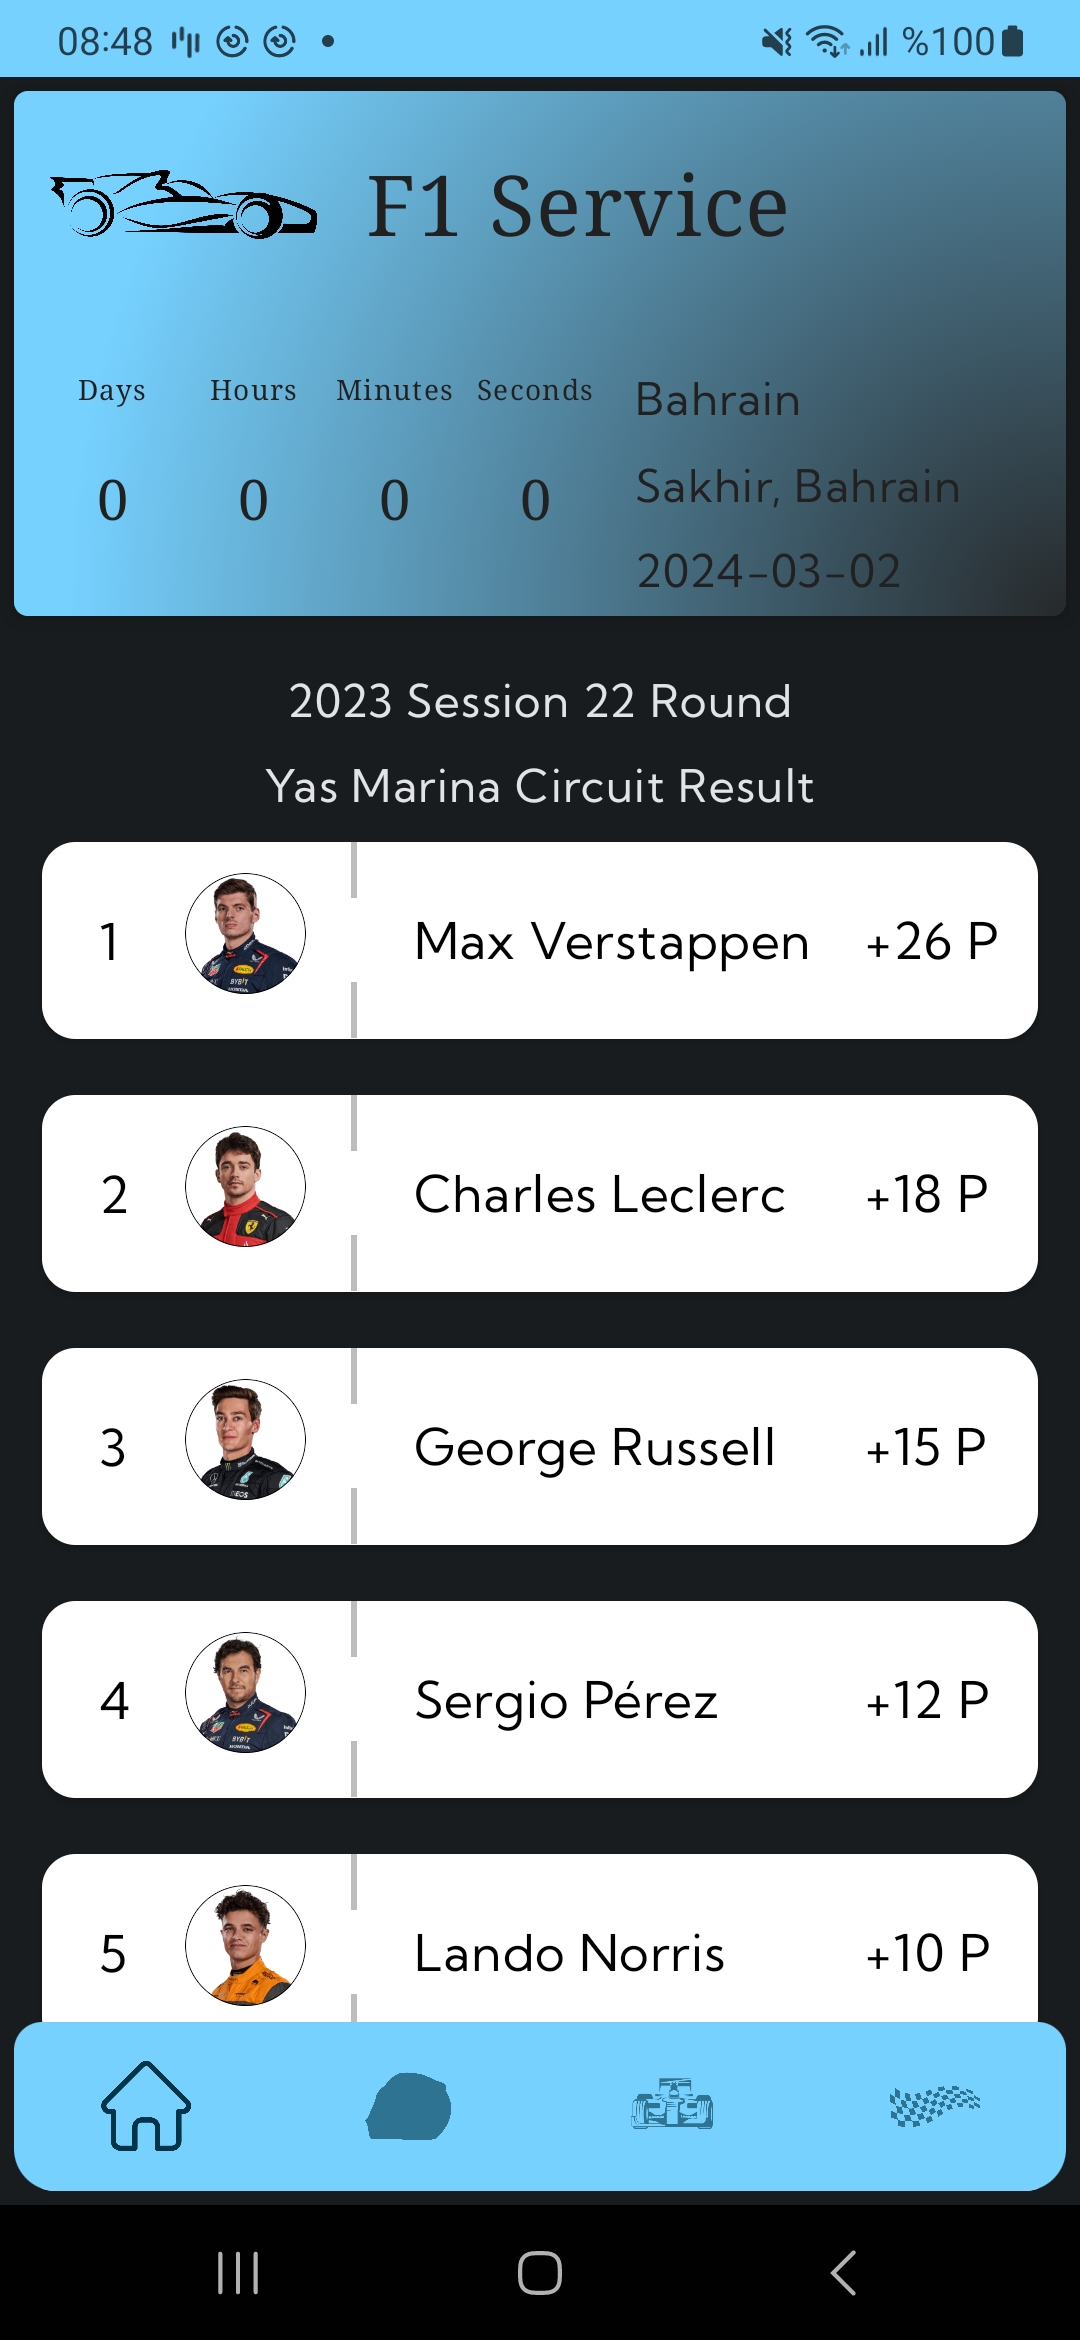 08:48 %100
F1 Service
Days Hours Minutes Seconds
0 0 0 0
Bahrain
Sakhir, Bahrain
2024-03-02
2023 Session 22 Round
Yas Marina Circuit Result
1 Max Verstappen +26 P
2 Charles Leclerc +18 P
3 George Russell +15 P
4 Sergio Pérez +12 P
5 Lando Norris +10 P